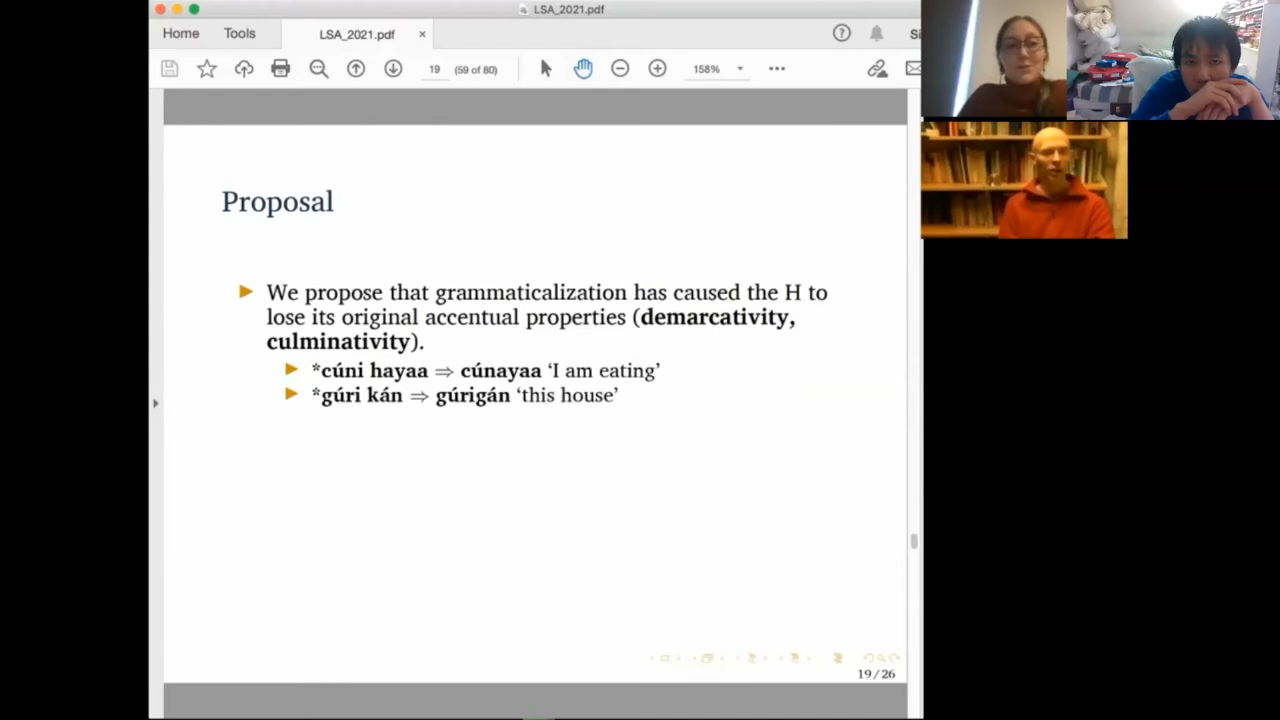 LSA_2021.pdf
Home Tools LSA_2021.pdf × ? Si
19 (59 of 80) 158%
Proposal
► We propose that grammaticalization has caused the H to
lose its original accentual properties (demarcativity,
culminativity).
► *cúni hayaa ⇒ cúnayaa ‘I am eating’
► *gúri kán ⇒ gúrigán ‘this house’
19/26